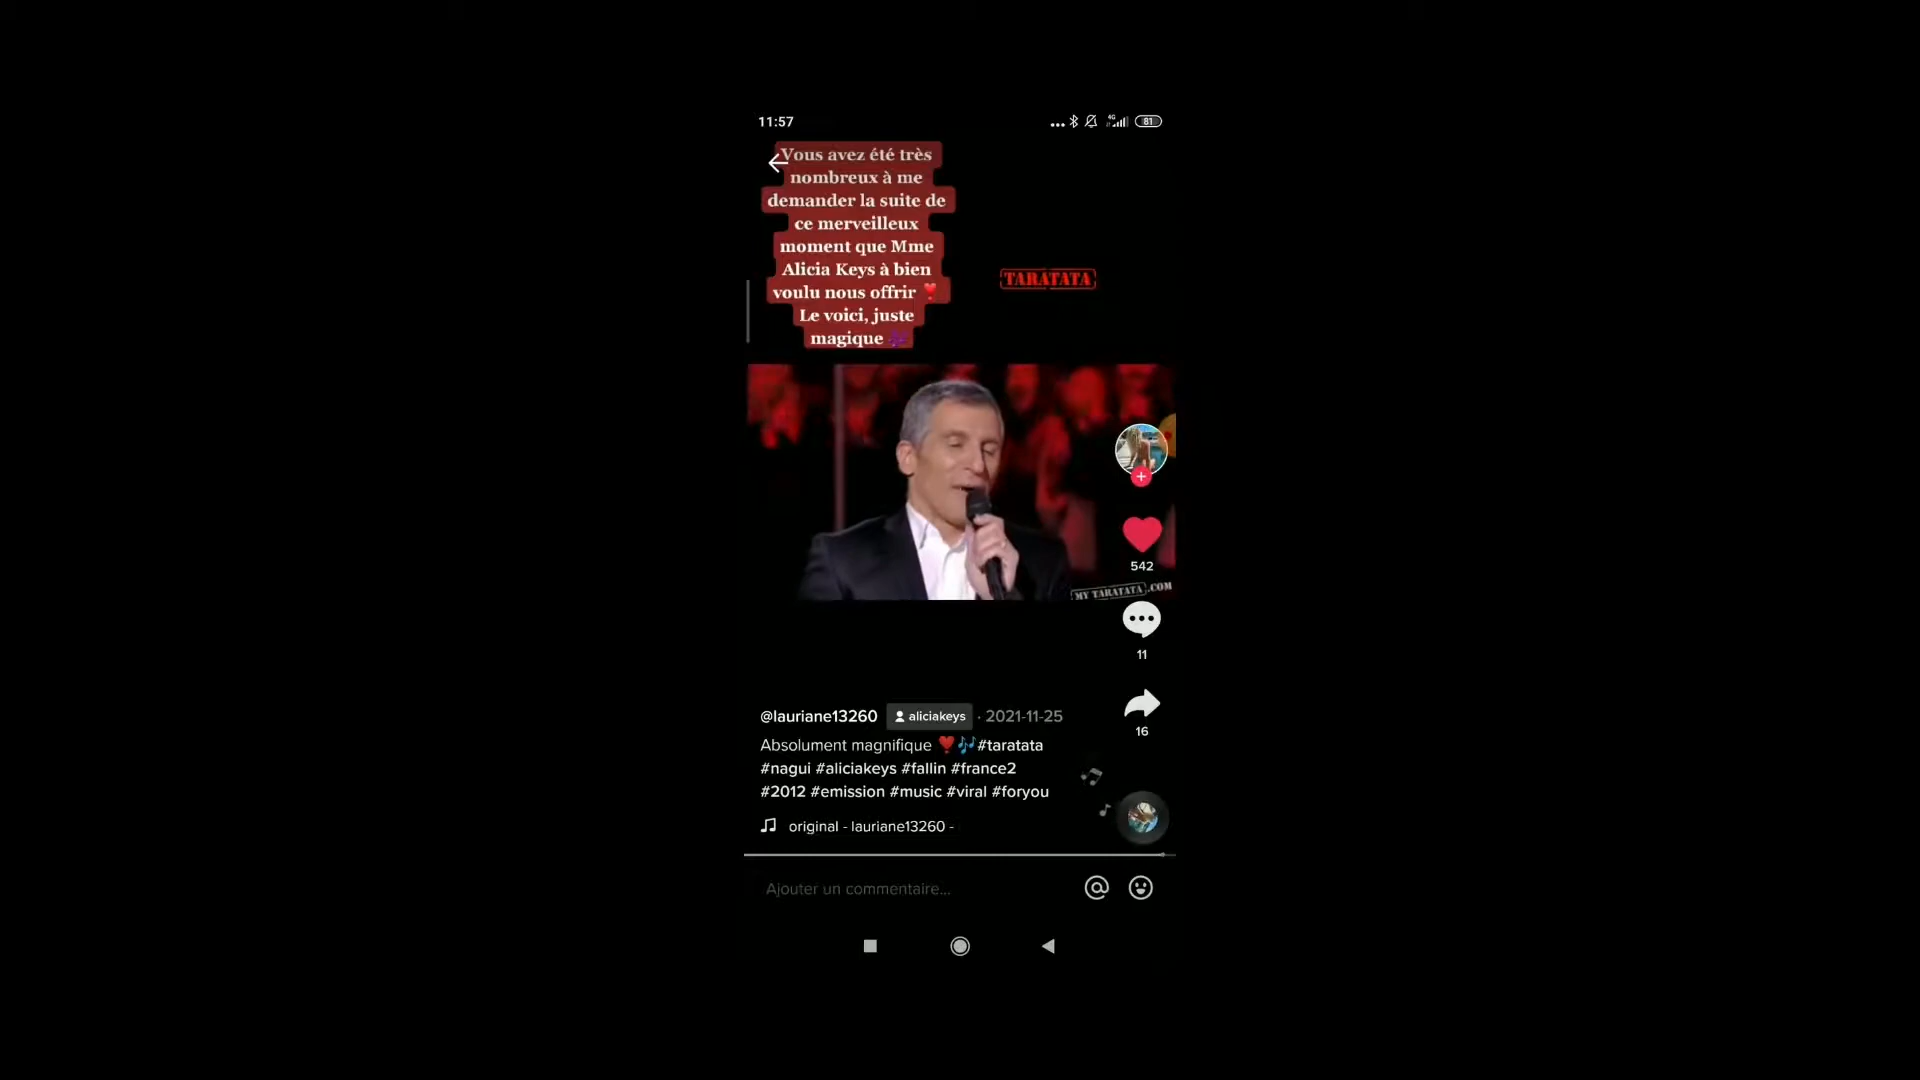 11:57
4G
81
Vous avez été très
nombreux à me
demander la suite de
ce merveilleux
moment que Mme
Alicia Keys à bien
voulu nous offrir ❣️
Le voici, juste
magique 🎶
TARATATA
MY TARATATA.COM
542
11
16
@lauriane13260 aliciakeys · 2021-11-25
Absolument magnifique ❣️🎶#taratata
#nagui #aliciakeys #fallin #france2
#2012 #emission #music #viral #foryou
original - lauriane13260 -
Ajouter un commentaire...